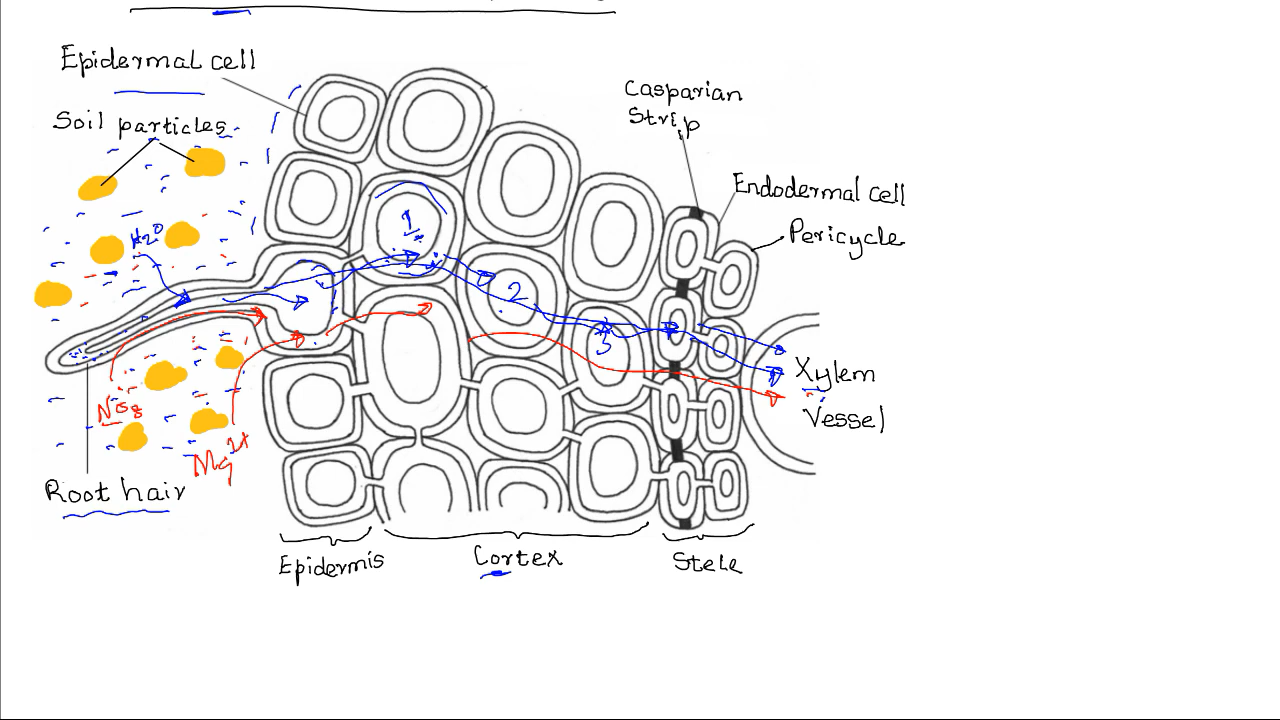 Epidermal cell
Soil particles
H2O
Casparian
Strip
Endodermal cell
Pericycle
1
2
3
Xylem
Vessel
NO3
Mg2+
Root hair
Epidermis
Cortex
Stele